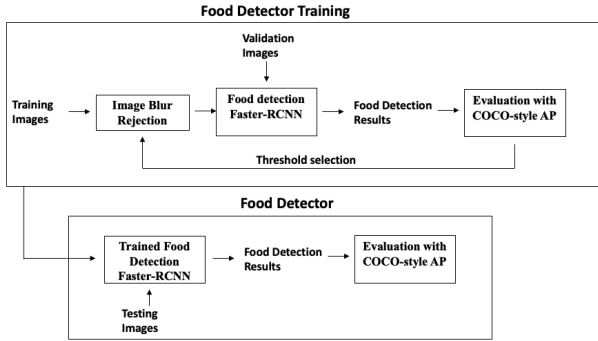 Food Detector Training
Validation
Images
Training
Images
Image Blur
Rejection
Food detection
Faster-RCNN
Food Detection
Results
Evaluation with
COCO-style AP
Threshold selection
Food Detector
Trained Food
Detection
Faster-RCNN
Food Detection
Results
Evaluation with
COCO-style AP
Testing
Images